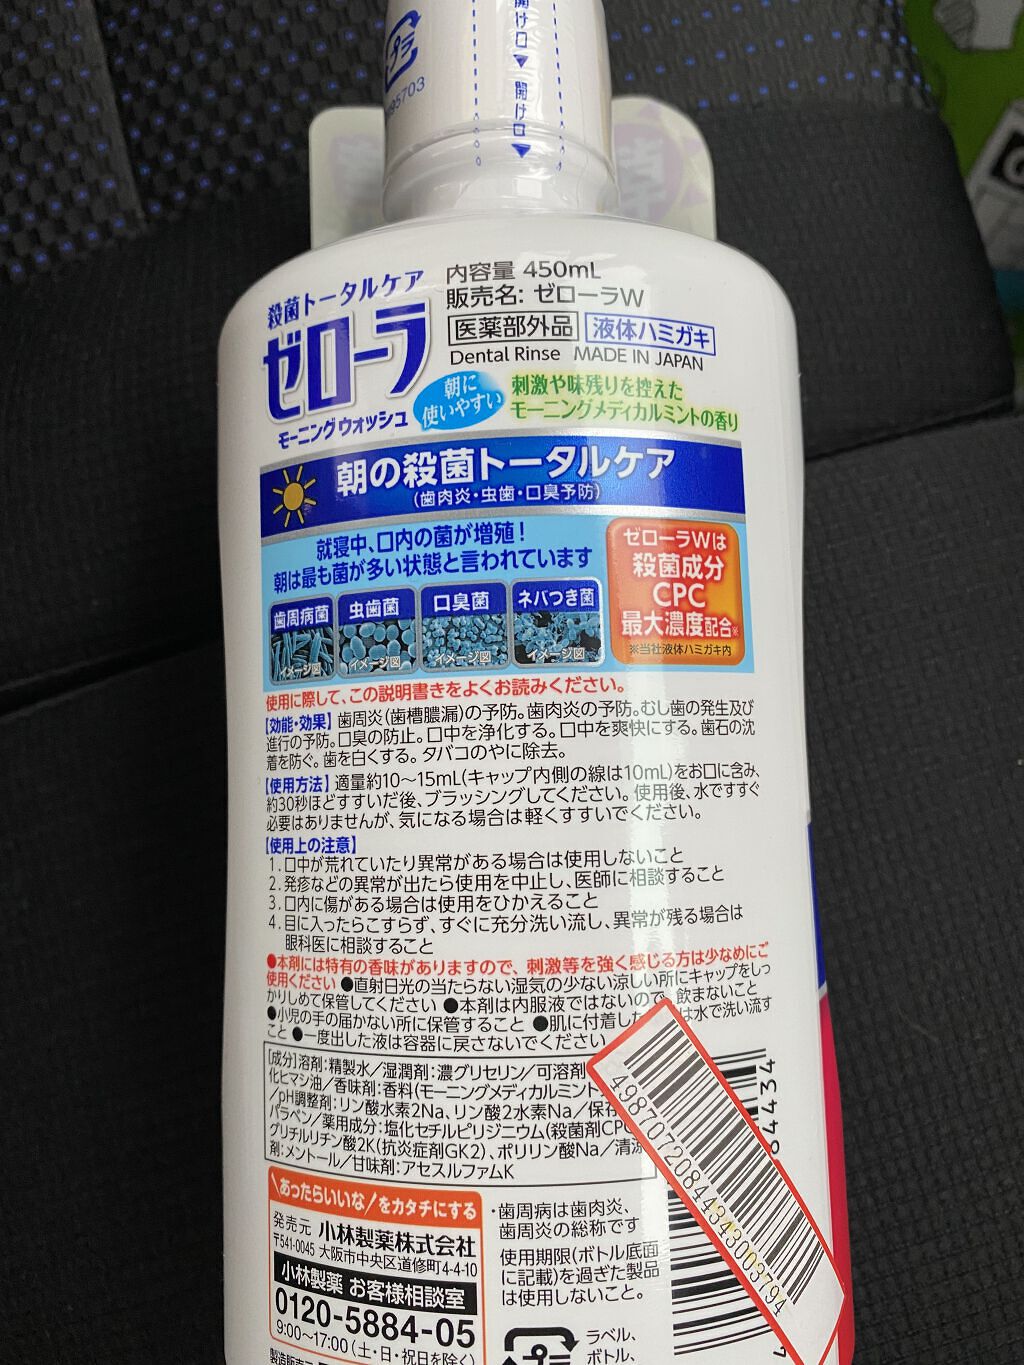 開け口▼
開け口▼
95703
殺菌トータルケア
ゼローラ
モーニングウォッシュ
内容量 450mL
販売名: ゼローラW
医薬部外品 液体ハミガキ
Dental Rinse MADE IN JAPAN
朝に
使いやすい
刺激や味残りを控えた
モーニングメディカルミントの香り
朝の殺菌トータルケア
(歯肉炎・虫歯・口臭予防)
就寝中、口内の菌が増殖!
朝は最も菌が多い状態と言われています
歯周病菌
イメージ図
虫歯菌
イメージ図
口臭菌
イメージ図
ネバつき菌
イメージ図
ゼローラWは
殺菌成分
CPC
最大濃度配合※
※当社液体ハミガキ内
使用に際して、この説明書きをよくお読みください。
【効能・効果】歯周炎(歯槽膿漏)の予防。歯肉炎の予防。むし歯の発生及び
進行の予防。口臭の防止。口中を浄化する。口中を爽快にする。歯石の沈
着を防ぐ。歯を白くする。タバコのやに除去。
【使用方法】適量約10～15mL(キャップ内側の線は10mL)をお口に含み、
約30秒ほどすすいだ後、ブラッシングしてください。使用後、水ですすぐ
必要はありませんが、気になる場合は軽くすすいでください。
【使用上の注意】
1.口中が荒れていたり異常がある場合は使用しないこと
2.発疹などの異常が出たら使用を中止し、医師に相談すること
3.口内に傷がある場合は使用をひかえること
4.目に入ったらこすらず、すぐに充分洗い流し、異常が残る場合は
眼科医に相談すること
●本剤には特有の香味がありますので、刺激等を強く感じる方は少なめにご
使用ください ●直射日光の当たらない湿気の少ない涼しい所にキャップをしっ
かりしめて保管してください ●本剤は内服液ではないので、飲まないこと
●小児の手の届かない所に保管すること ●肌に付着した は水で洗い流す
こと ●一度出した液は容器に戻さないでください
[成分]溶剤:精製水／湿潤剤:濃グリセリン／可溶剤
化ヒマシ油／香味剤:香料(モーニングメディカルミント
／pH調整剤:リン酸水素2Na、リン酸2水素Na／保存
パラベン／薬用成分:塩化セチルピリジニウム(殺菌剤CPC
グリチルリチン酸2K(抗炎症剤GK2)、ポリリン酸Na／清涼
剤:メントール／甘味剤:アセスルファムK
4987072084434
3003794
84434
\あったらいいな/をカタチにする
発売元 小林製薬株式会社
〒541-0045 大阪市中央区道修町4-4-10
小林製薬 お客様相談室
0120-5884-05
9:00～17:00(土・日・祝日を除く)
・歯周病は歯肉炎、
歯周炎の総称です
使用期限(ボトル底面
に記載)を過ぎた製品
は使用しないこと。
プラ
ラベル、
ボトル、